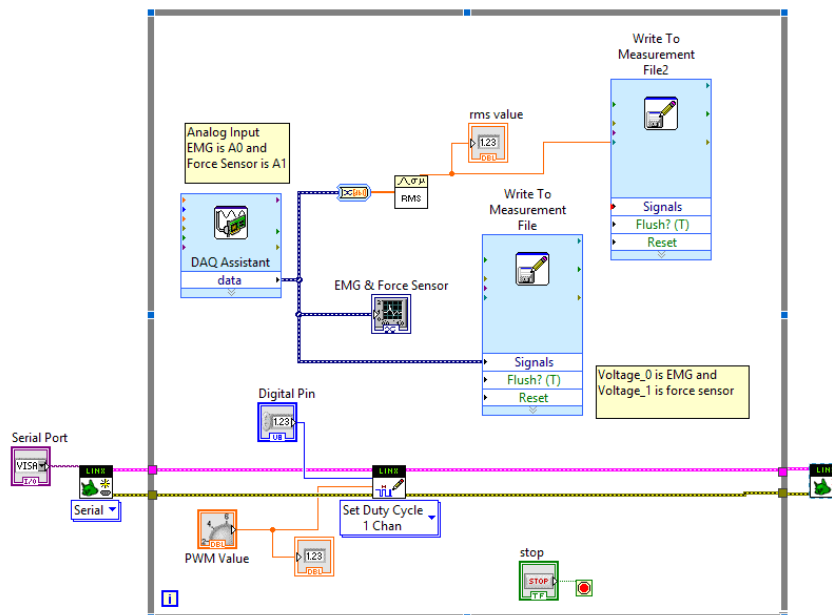 Write To
Measurement
File2
rms value
1.23
DBL
Analog Input
EMG is A0 and
Force Sensor is A1
RMS
Signals
Flush? (T)
Reset
Write To
Measurement
File
DAQ Assistant
data
EMG & Force Sensor
Signals
Flush? (T)
Reset
Voltage_0 is EMG and
Voltage_1 is force sensor
Digital Pin
1.23
U8
Serial Port
VISA
I/O
LINX
Serial
LINX
Set Duty Cycle
1 Chan
LINX
PWM Value
DBL
1.23
DBL
stop
STOP
TF
i